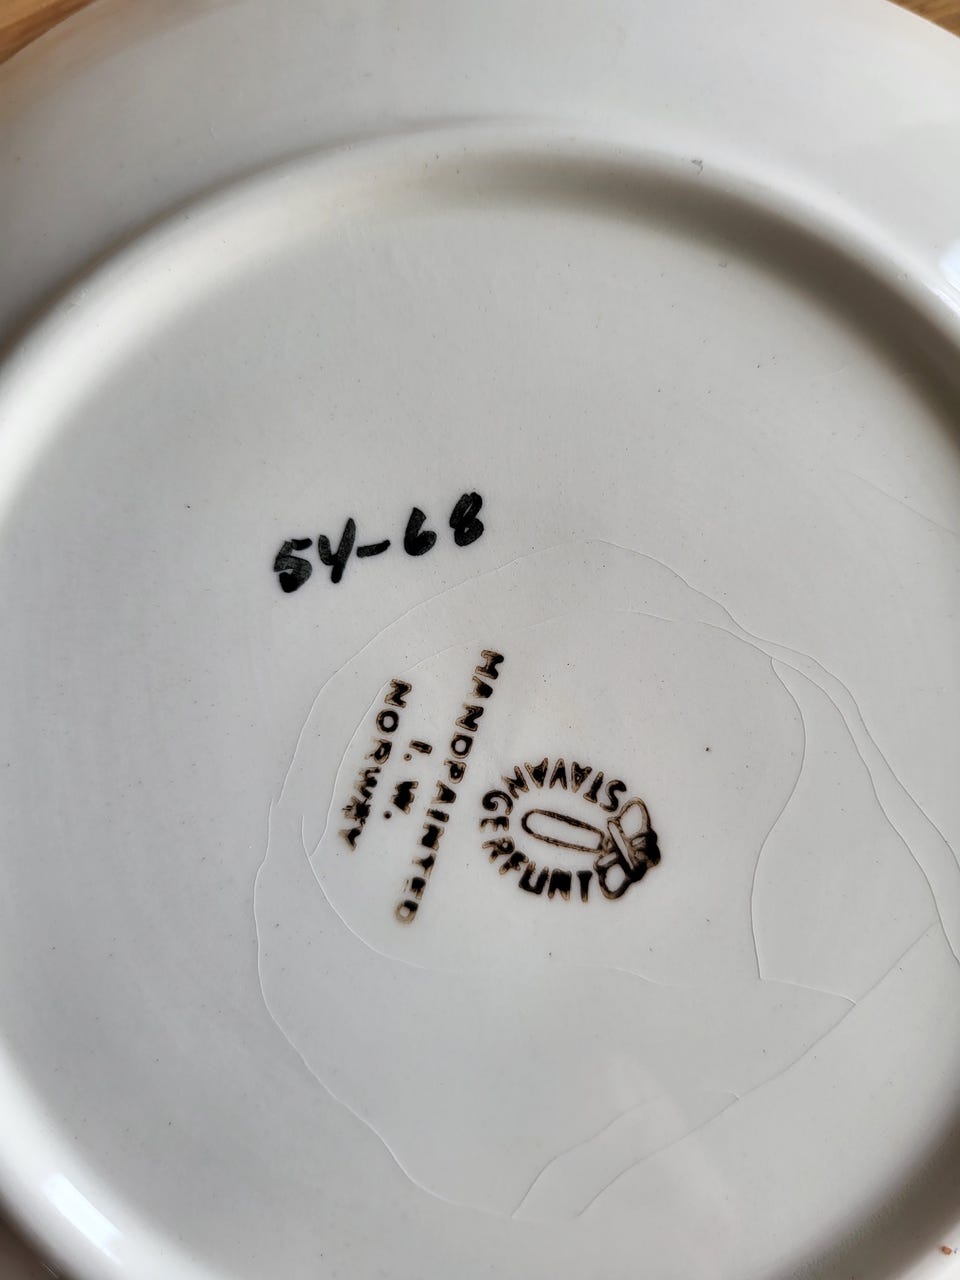 54-68
STAVANGERFLINT
HANDPAINTED
I. W.
NORWAY